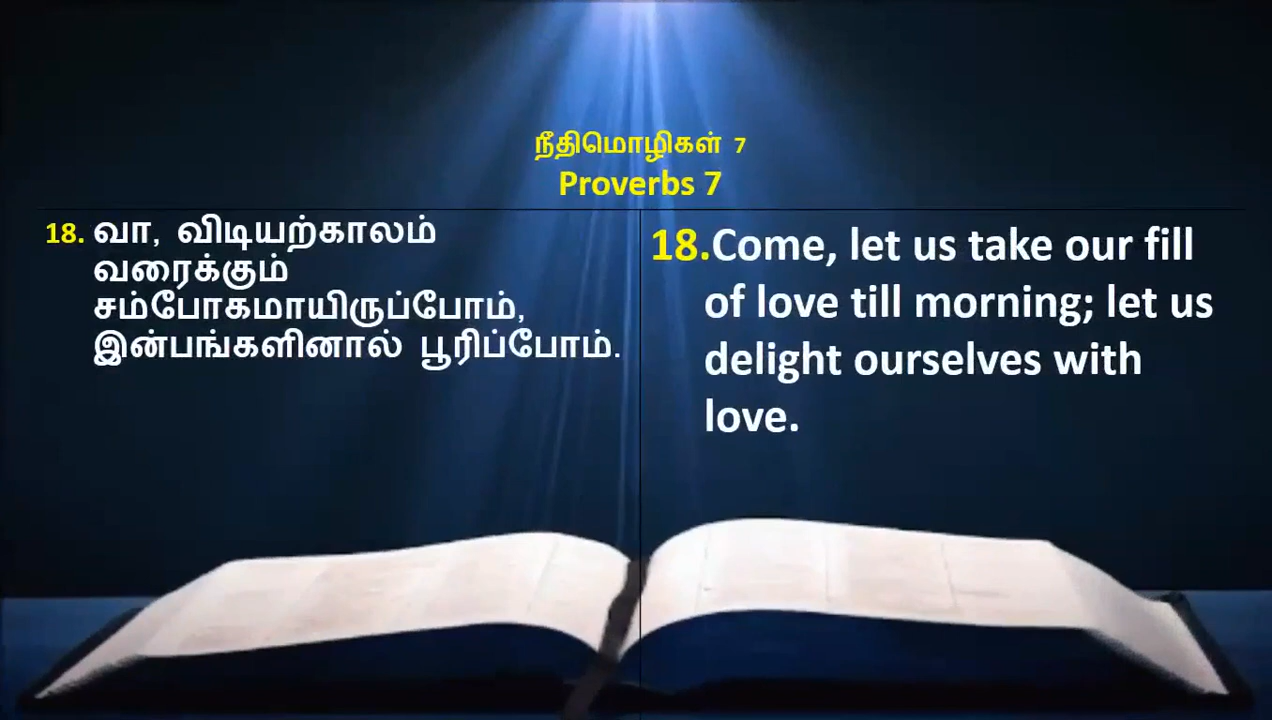 நீதிமொழிகள் 7
Proverbs 7
18. வா, விடியற்காலம்
வரைக்கும்
சம்போகமாயிருப்போம்,
இன்பங்களினால் பூரிப்போம்.
18.Come, let us take our fill
of love till morning; let us
delight ourselves with
love.